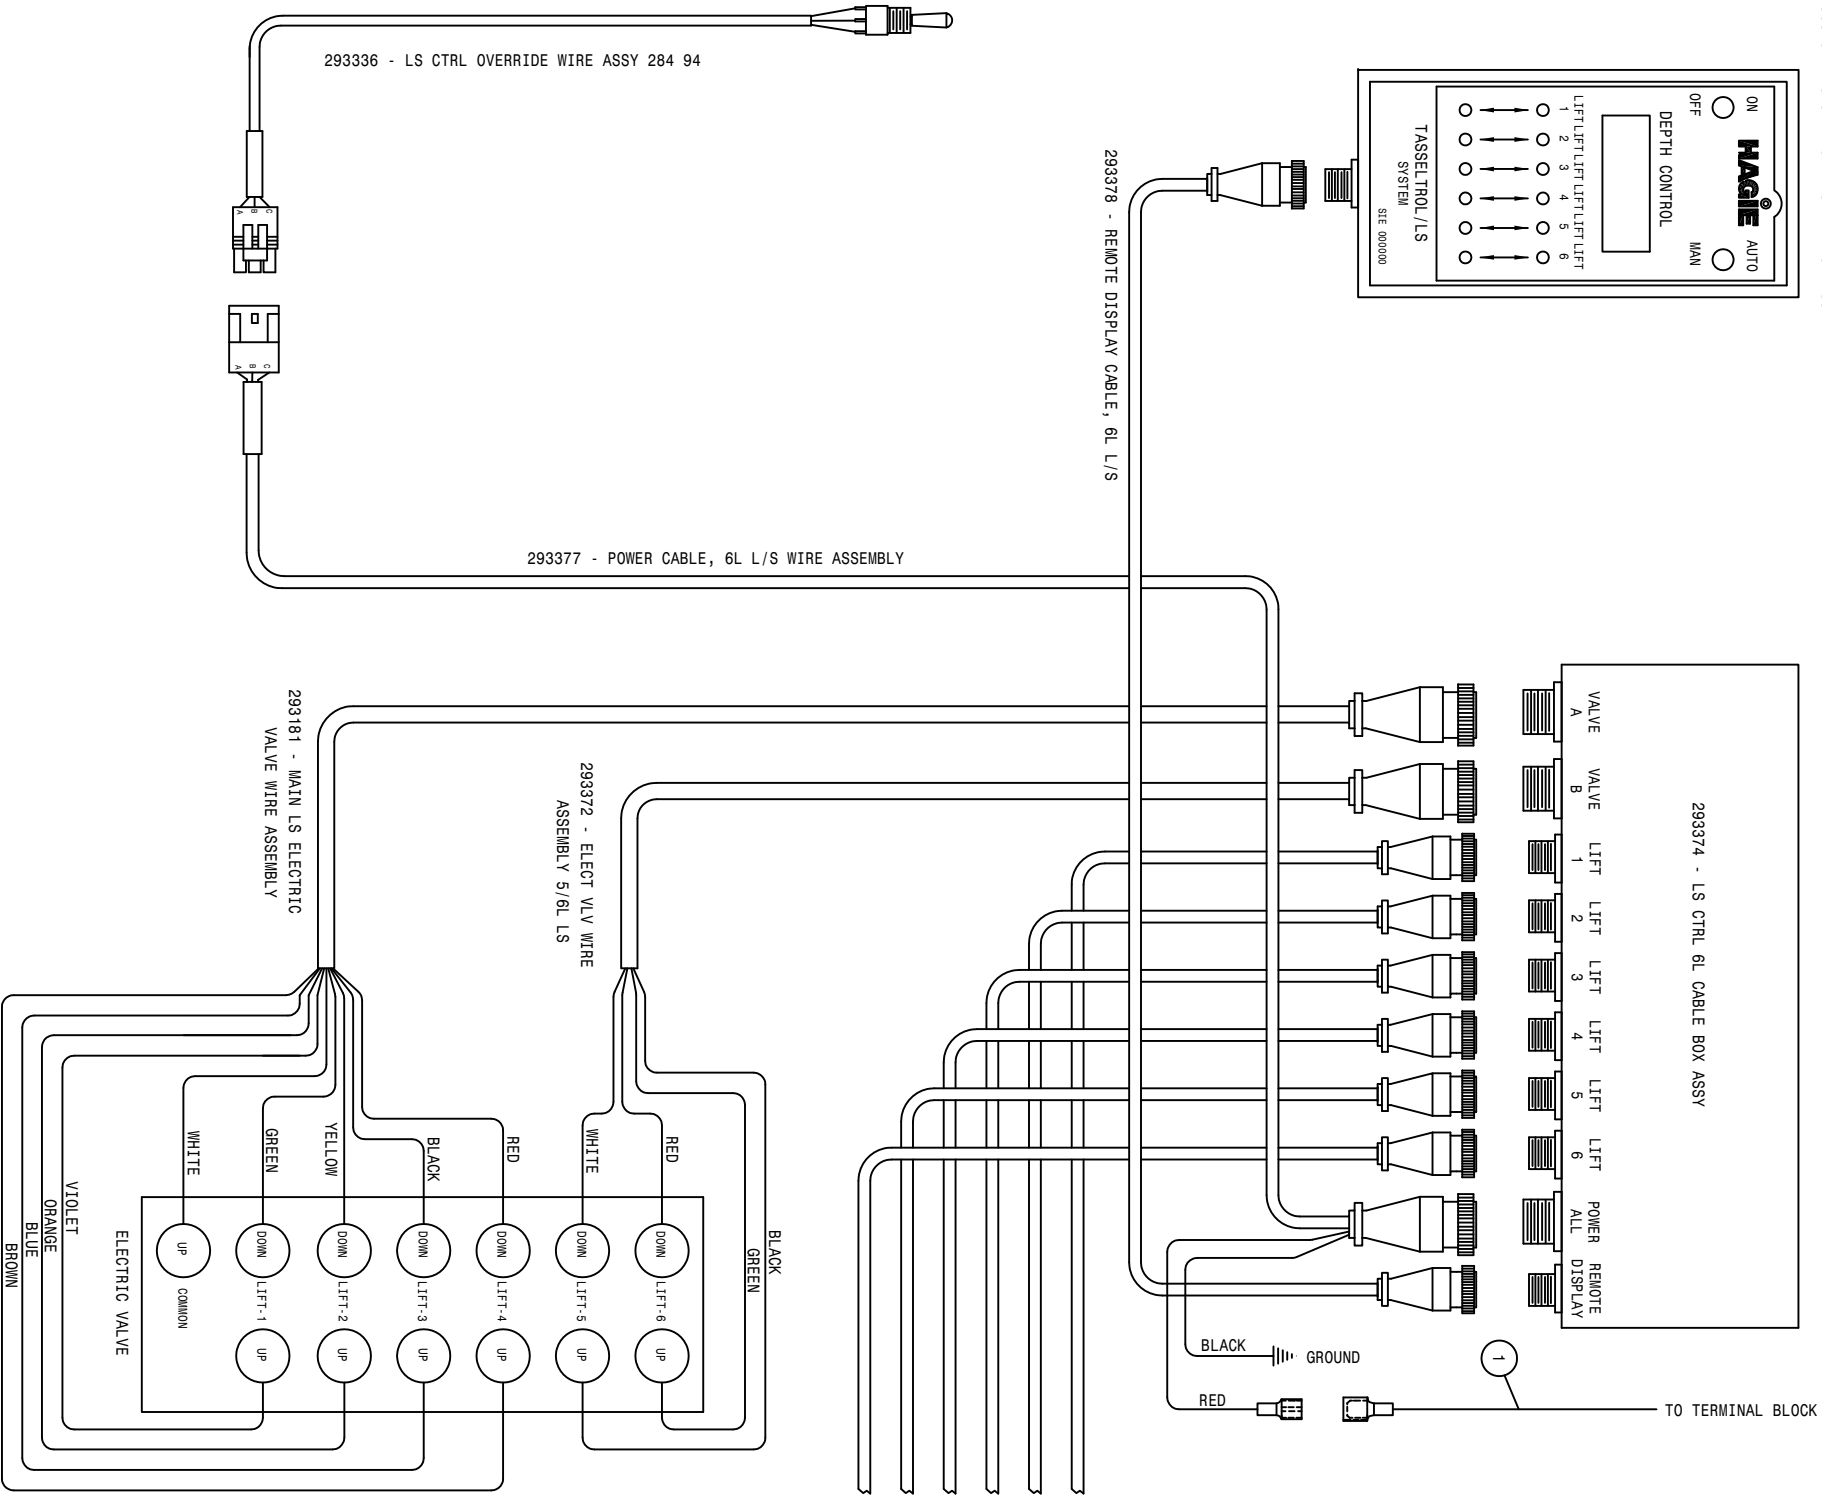 293336 - LS CTRL OVERRIDE WIRE ASSY 284 94
C
B
A
A
B
C
293377 - POWER CABLE, 6L L/S WIRE ASSEMBLY
293378 - REMOTE DISPLAY CABLE, 6L L/S
ON
OFF
HAGIE
AUTO
MAN
DEPTH CONTROL
LIFT LIFT LIFT LIFT LIFT LIFT
1 2 3 4 5 6
TASSELTROL/LS
SYSTEM
SIE 000000
293374 - LS CTRL 6L CABLE BOX ASSY
VALVE
A
VALVE
B
LIFT
1
LIFT
2
LIFT
3
LIFT
4
LIFT
5
LIFT
6
POWER
ALL
REMOTE
DISPLAY
293181 - MAIN LS ELECTRIC
VALVE WIRE ASSEMBLY
293372 - ELECT VLV WIRE
ASSEMBLY 5/6L LS
WHITE
GREEN
YELLOW
BLACK
RED
WHITE
RED
BLACK
GREEN
VIOLET
ORANGE
BLUE
BROWN
ELECTRIC VALVE
UP
COMMON
DOWN
LIFT-1
UP
DOWN
LIFT-2
UP
DOWN
LIFT-3
UP
DOWN
LIFT-4
UP
DOWN
LIFT-5
UP
DOWN
LIFT-6
UP
BLACK
GROUND
RED
1
TO TERMINAL BLOCK